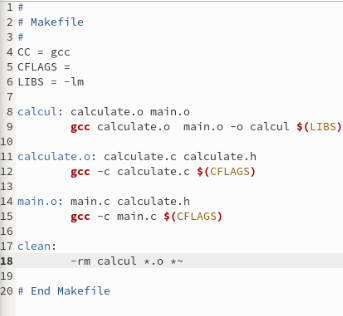 1 #
2 # Makefile
3 #
4 CC = gcc
5 CFLAGS =
6 LIBS = -lm
7
8 calcul: calculate.o main.o
9 gcc calculate.o  main.o -o calcul $(LIBS)
10
11 calculate.o: calculate.c calculate.h
12 gcc -c calculate.c $(CFLAGS)
13
14 main.o: main.c calculate.h
15 gcc -c main.c $(CFLAGS)
16
17 clean:
18 -rm calcul *.o *~
19
20 # End Makefile